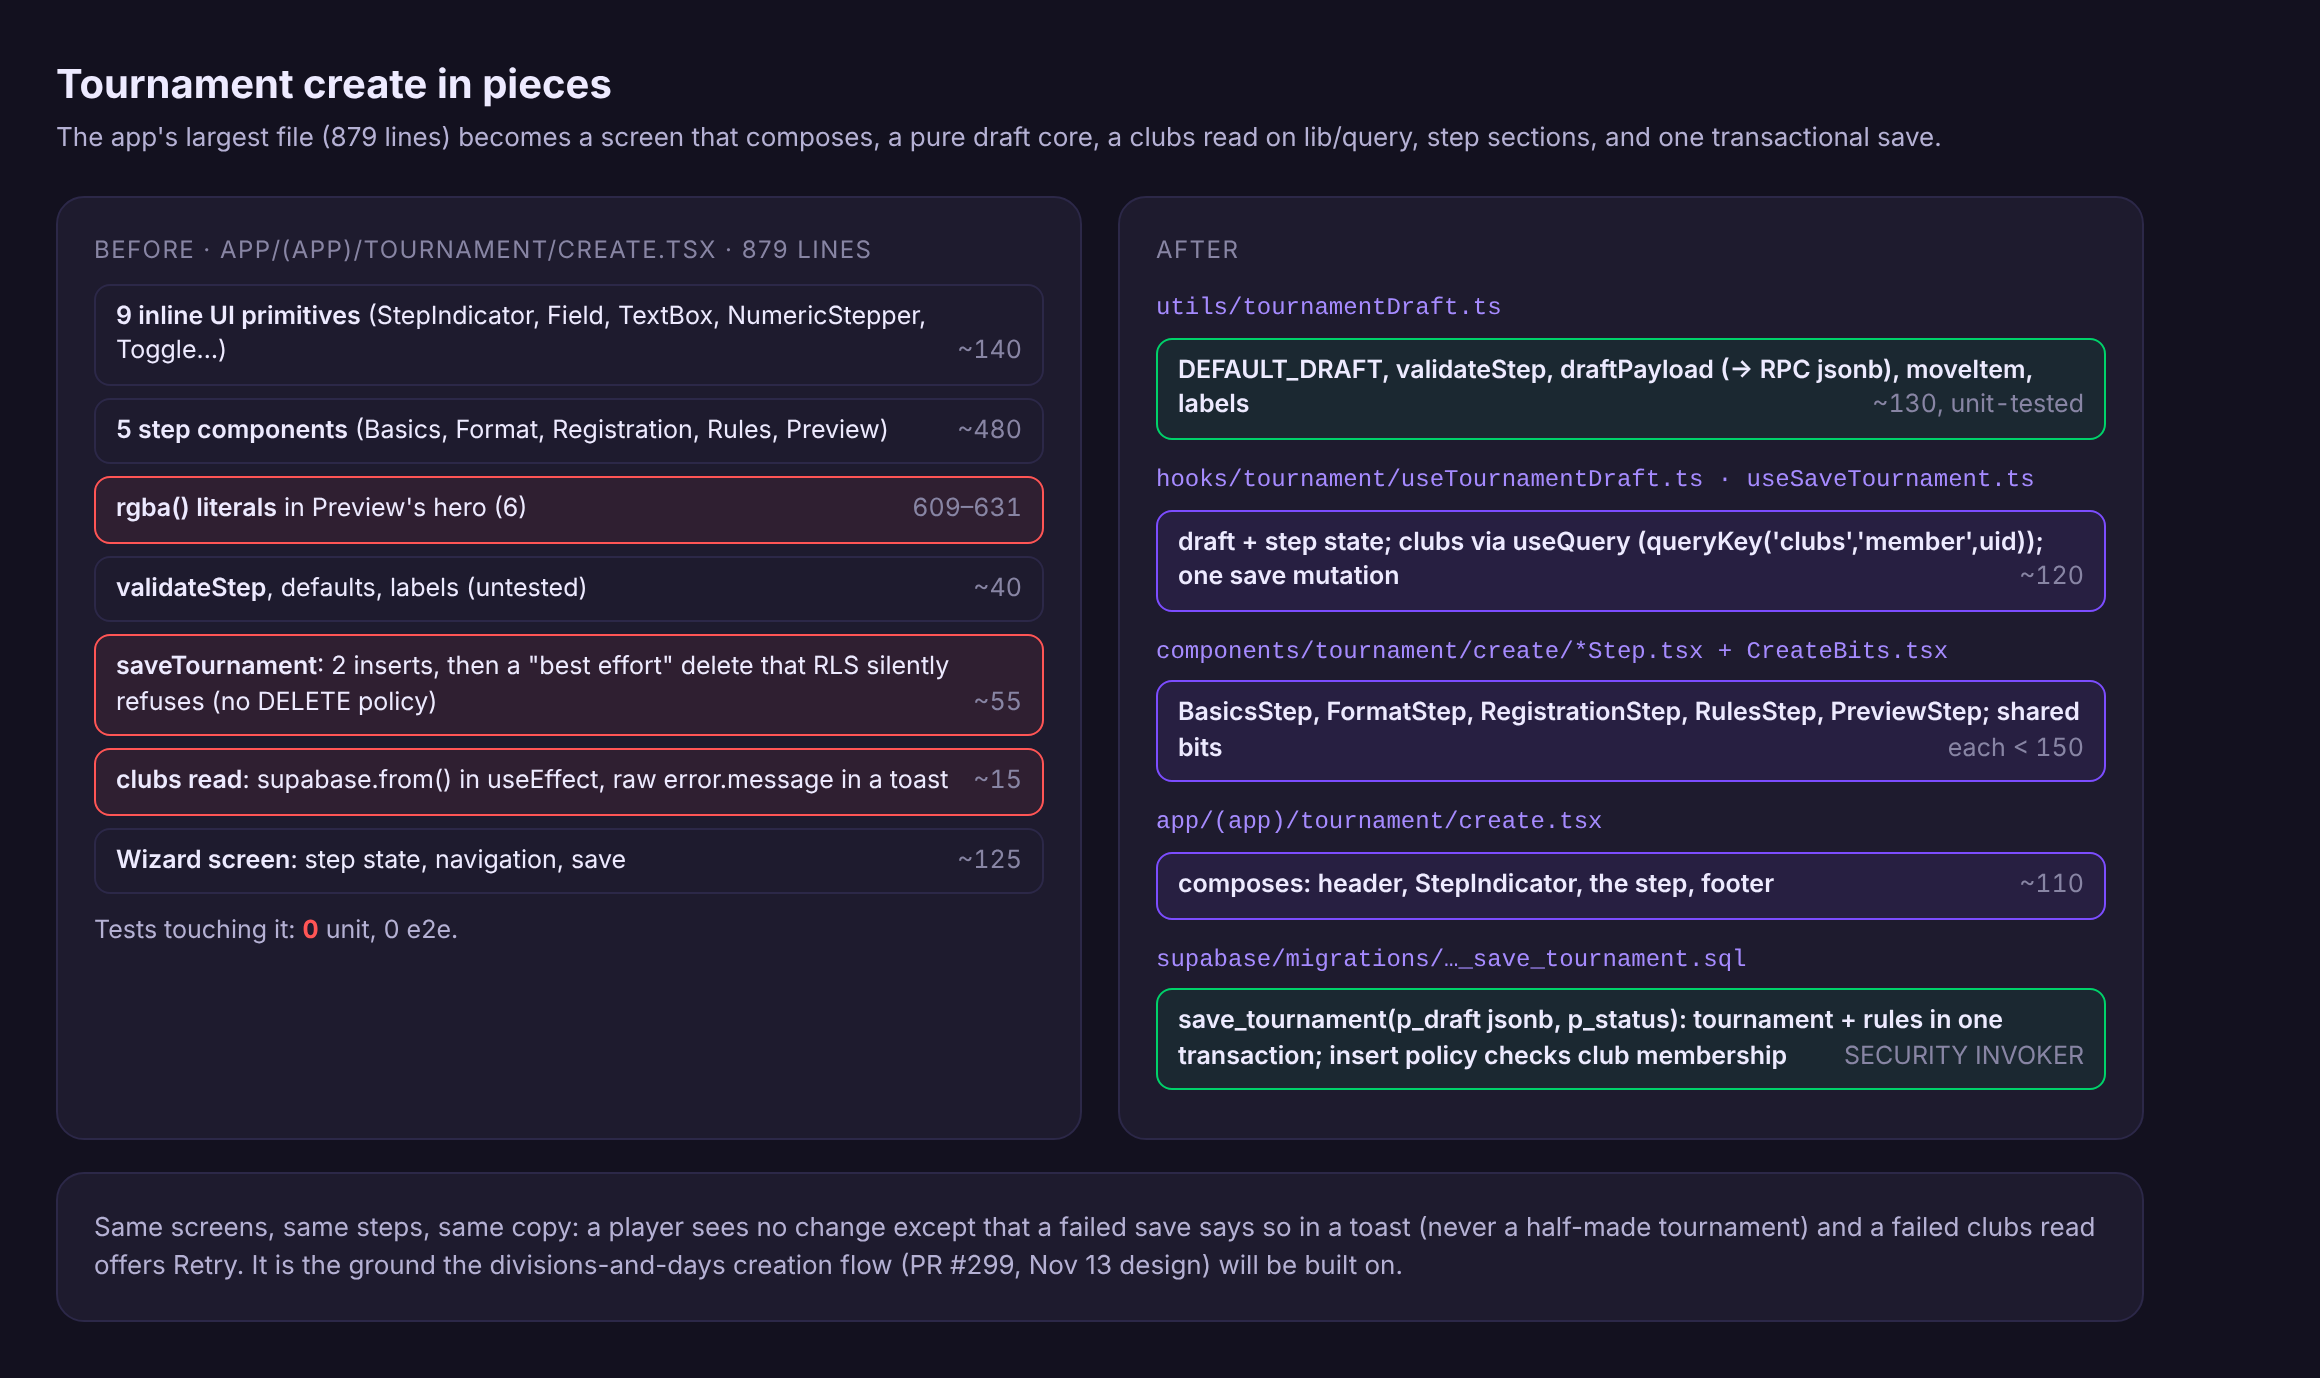 Tournament create in pieces
The app's largest file (879 lines) becomes a screen that composes, a pure draft core, a clubs read on lib/query, step sections, and one transactional save.
BEFORE · APP/(APP)/TOURNAMENT/CREATE.TSX · 879 LINES
9 inline UI primitives (StepIndicator, Field, TextBox, NumericStepper,
Toggle...) ~140
5 step components (Basics, Format, Registration, Rules, Preview) ~480
rgba() literals in Preview's hero (6) 609–631
validateStep, defaults, labels (untested) ~40
saveTournament: 2 inserts, then a "best effort" delete that RLS silently
refuses (no DELETE policy) ~55
clubs read: supabase.from() in useEffect, raw error.message in a toast ~15
Wizard screen: step state, navigation, save ~125
Tests touching it: 0 unit, 0 e2e.
AFTER
utils/tournamentDraft.ts
DEFAULT_DRAFT, validateStep, draftPayload (→ RPC jsonb), moveItem,
labels ~130, unit-tested
hooks/tournament/useTournamentDraft.ts · useSaveTournament.ts
draft + step state; clubs via useQuery (queryKey('clubs','member',uid));
one save mutation ~120
components/tournament/create/*Step.tsx + CreateBits.tsx
BasicsStep, FormatStep, RegistrationStep, RulesStep, PreviewStep; shared
bits each < 150
app/(app)/tournament/create.tsx
composes: header, StepIndicator, the step, footer ~110
supabase/migrations/…_save_tournament.sql
save_tournament(p_draft jsonb, p_status): tournament + rules in one
transaction; insert policy checks club membership SECURITY INVOKER
Same screens, same steps, same copy: a player sees no change except that a failed save says so in a toast (never a half-made tournament) and a failed clubs read
offers Retry. It is the ground the divisions-and-days creation flow (PR #299, Nov 13 design) will be built on.